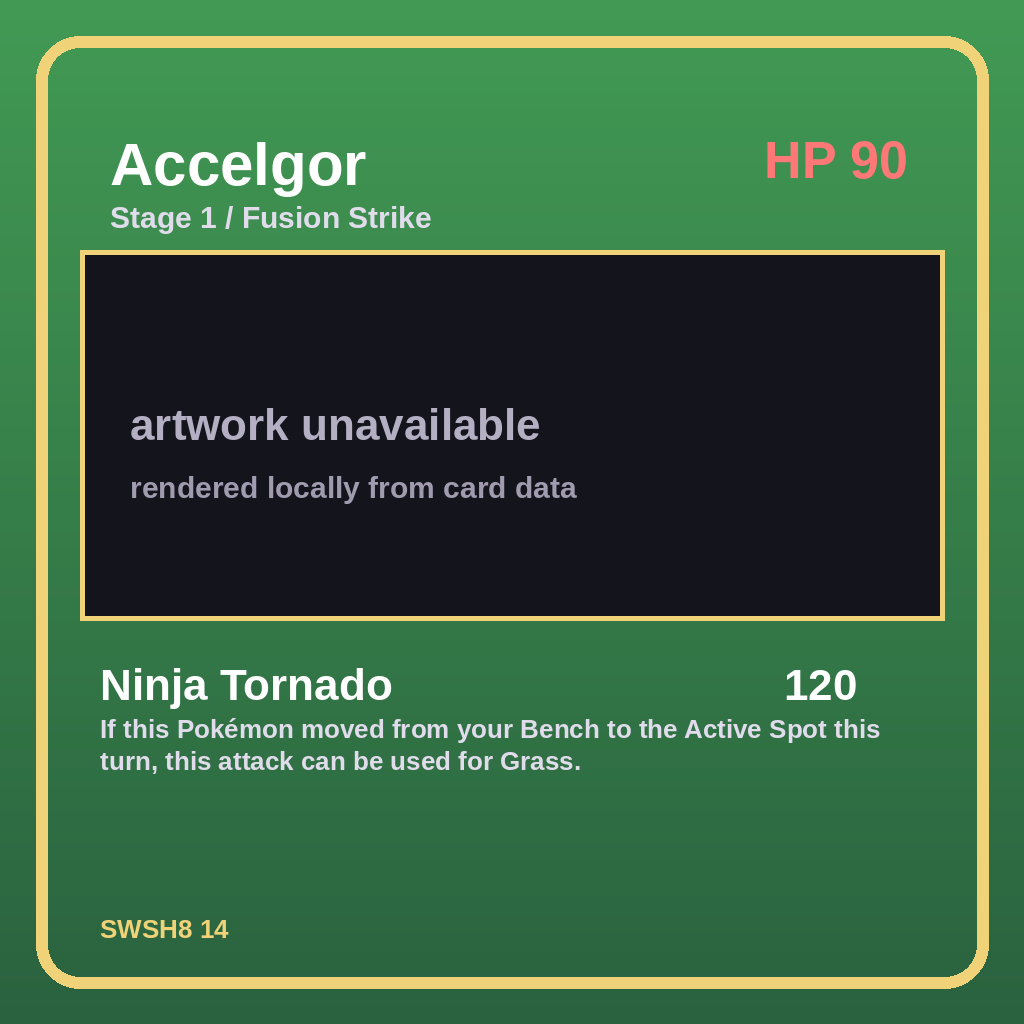 Accelgor
HP 90
Stage 1 / Fusion Strike
artwork unavailable
rendered locally from card data
Ninja Tornado
120
If this Pokémon moved from your Bench to the Active Spot this
turn, this attack can be used for Grass.
SWSH8 14